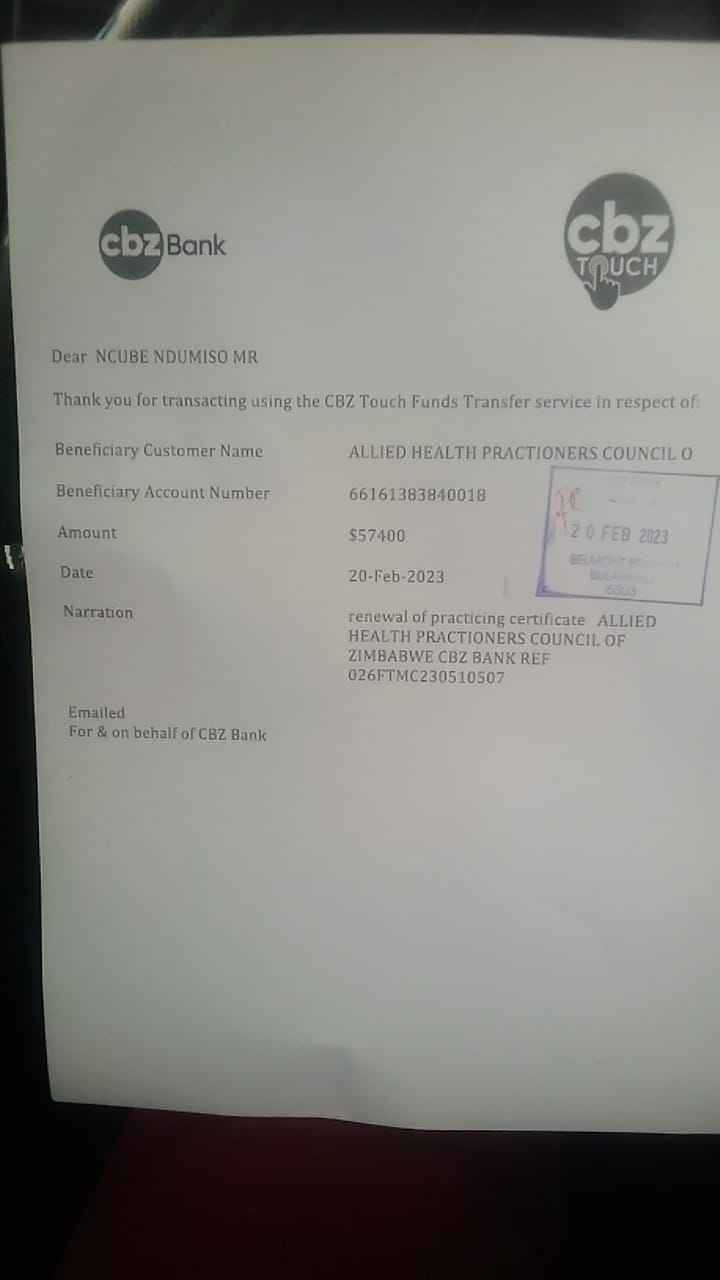 cbz Bank
cbz
TOUCH
Dear NCUBE NDUMISO MR
Thank you for transacting using the CBZ Touch Funds Transfer service in respect of:
Beneficiary Customer Name ALLIED HEALTH PRACTIONERS COUNCIL O
Beneficiary Account Number 66161383840018
Amount $57400
Date 20-Feb-2023
Narration renewal of practicing certificate ALLIED
HEALTH PRACTIONERS COUNCIL OF
ZIMBABWE CBZ BANK REF
026FTMC230510507
20 FEB 2023
BELMONT
6303
Emailed
For & on behalf of CBZ Bank